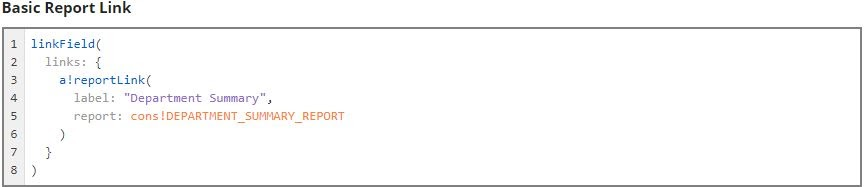 Basic Report Link
1 linkField(
2   links: {
3     a!reportLink(
4       label: "Department Summary",
5       report: cons!DEPARTMENT_SUMMARY_REPORT
6     )
7   }
8 )